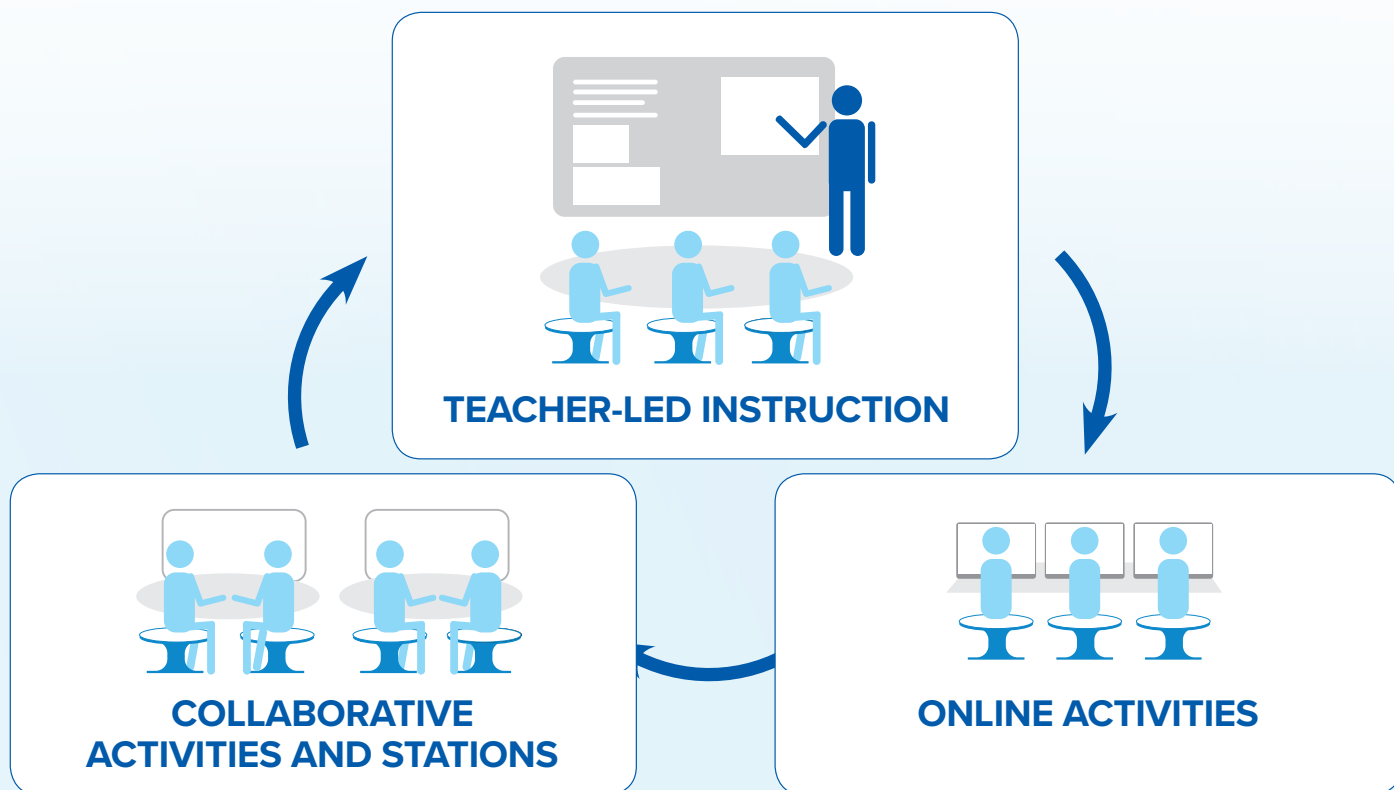 TEACHER-LED INSTRUCTION
COLLABORATIVE
ACTIVITIES AND STATIONS
ONLINE ACTIVITIES